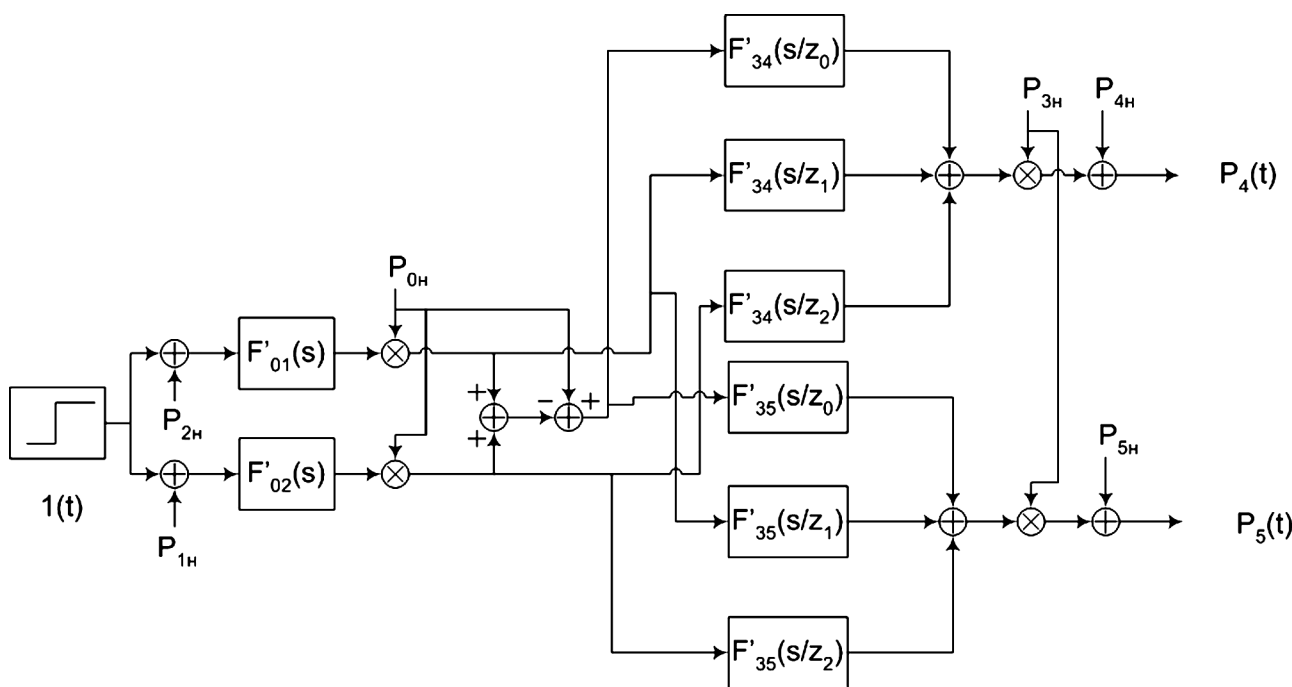 F'34(s/z0)
P3н
P4н
F'34(s/z1)
P4(t)
P0н
F'34(s/z2)
F'01(s)
+
−
+
F'35(s/z0)
P2н
+
P5н
F'02(s)
1(t)
F'35(s/z1)
P5(t)
P1н
F'35(s/z2)